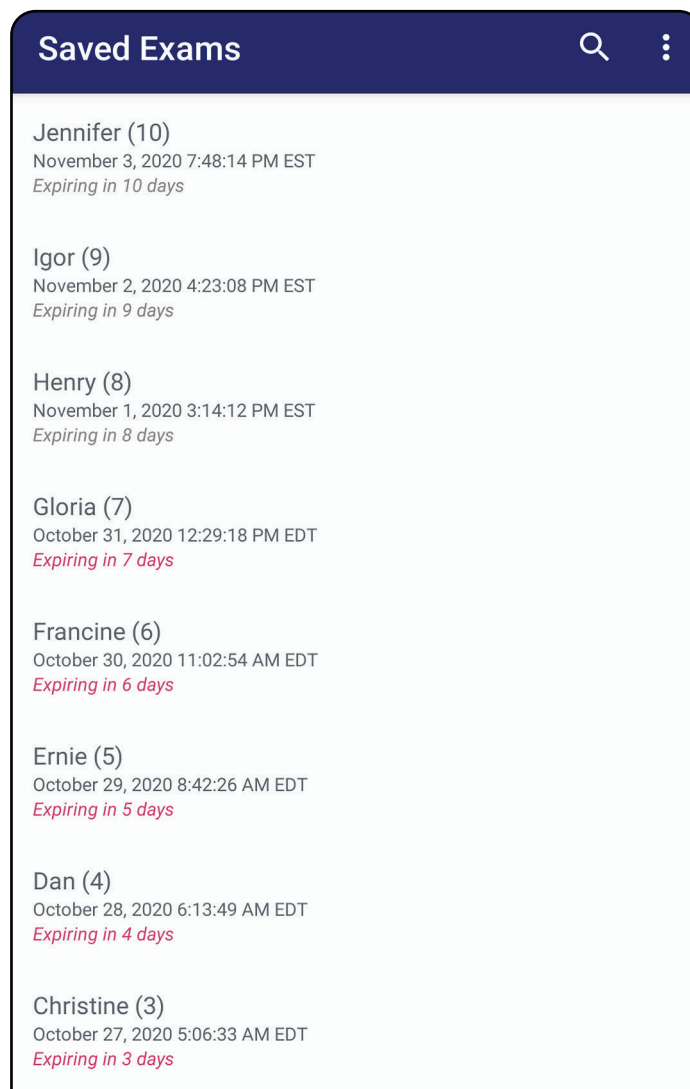 Saved Exams
Jennifer (10)
November 3, 2020 7:48:14 PM EST
Expiring in 10 days
Igor (9)
November 2, 2020 4:23:08 PM EST
Expiring in 9 days
Henry (8)
November 1, 2020 3:14:12 PM EST
Expiring in 8 days
Gloria (7)
October 31, 2020 12:29:18 PM EDT
Expiring in 7 days
Francine (6)
October 30, 2020 11:02:54 AM EDT
Expiring in 6 days
Ernie (5)
October 29, 2020 8:42:26 AM EDT
Expiring in 5 days
Dan (4)
October 28, 2020 6:13:49 AM EDT
Expiring in 4 days
Christine (3)
October 27, 2020 5:06:33 AM EDT
Expiring in 3 days